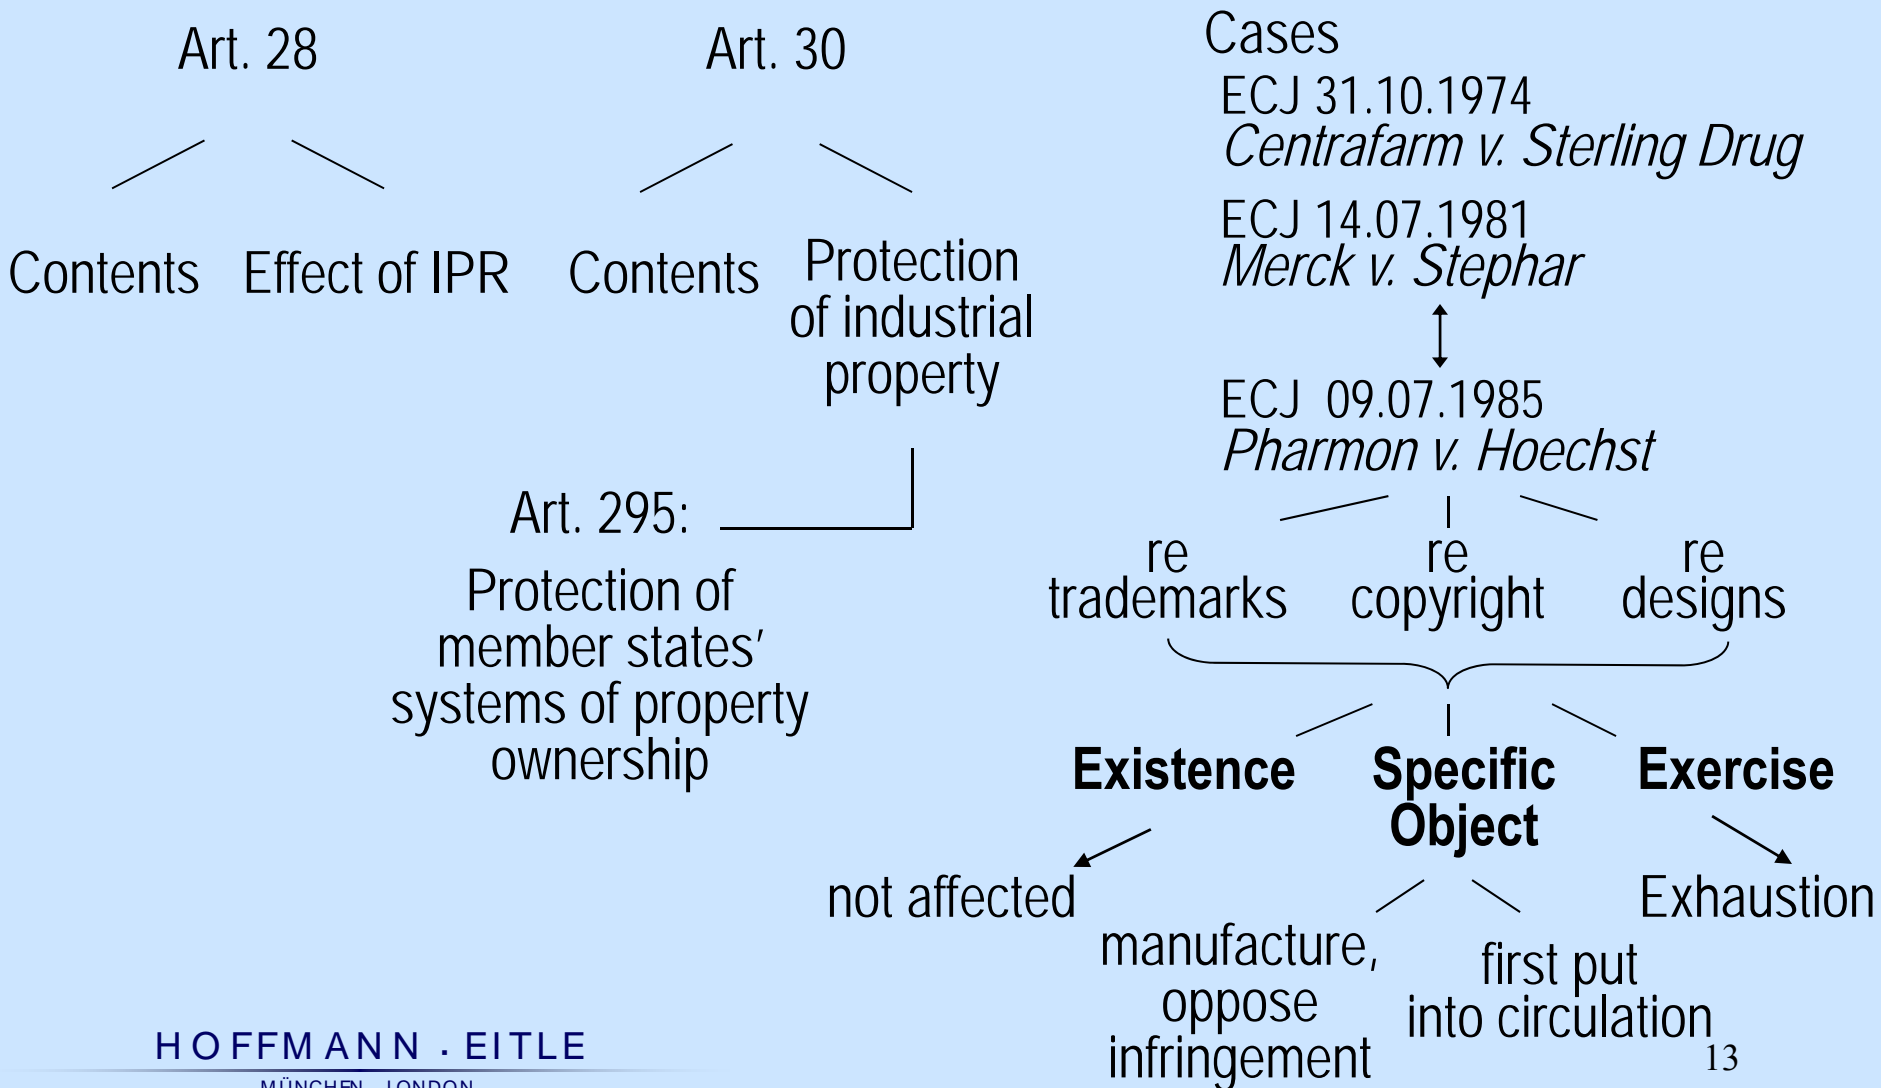 Art. 28
Contents
Effect of IPR
Art. 30
Contents
Protection
of industrial
property
Art. 295:
Protection of
member states’
systems of property
ownership
Cases
ECJ 31.10.1974
Centrafarm v. Sterling Drug
ECJ 14.07.1981
Merck v. Stephar
ECJ 09.07.1985
Pharmon v. Hoechst
re
trademarks
re
copyright
re
designs
Existence
Specific
Object
Exercise
not affected
manufacture,
oppose
infringement
first put
into circulation
Exhaustion
HOFFMANN · EITLE
MÜNCHEN LONDON
13